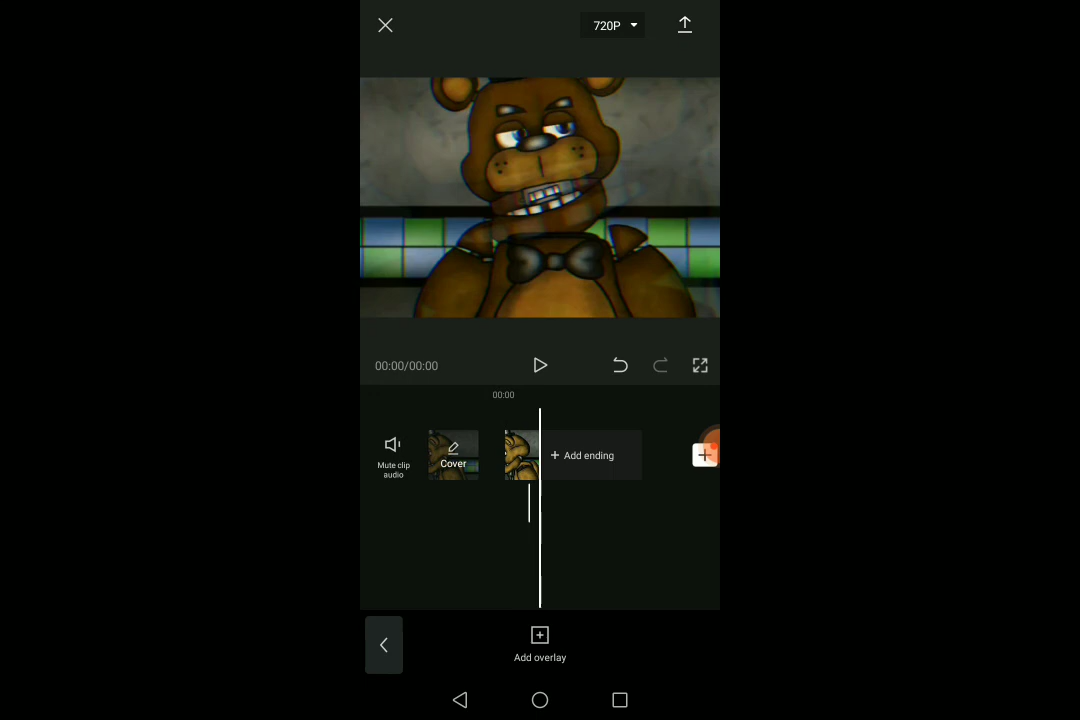 720P
00:00/00:00
00:00
Mute clip
audio
Cover
+ Add ending
Add overlay